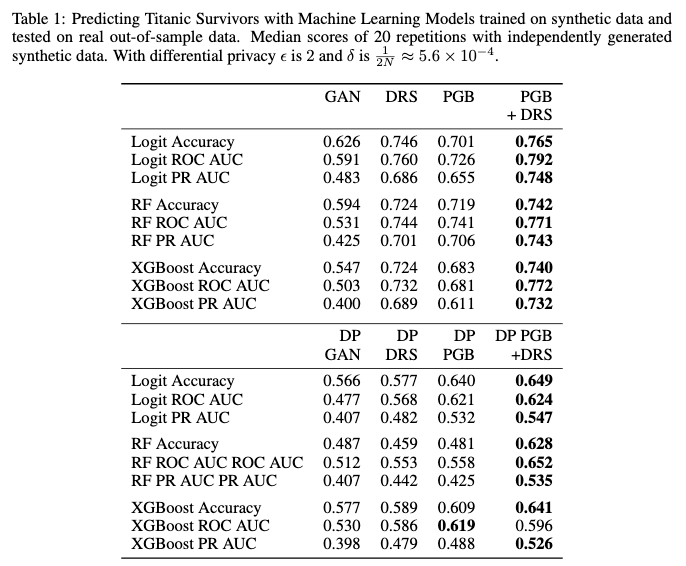 Table 1: Predicting Titanic Survivors with Machine Learning Models trained on synthetic data and
tested on real out-of-sample data. Median scores of 20 repetitions with independently generated
synthetic data. With differential privacy ϵ is 2 and δ is 1/2N ≈ 5.6 × 10⁻⁴.
GAN DRS PGB PGB
+ DRS
Logit Accuracy 0.626 0.746 0.701 0.765
Logit ROC AUC 0.591 0.760 0.726 0.792
Logit PR AUC 0.483 0.686 0.655 0.748
RF Accuracy 0.594 0.724 0.719 0.742
RF ROC AUC 0.531 0.744 0.741 0.771
RF PR AUC 0.425 0.701 0.706 0.743
XGBoost Accuracy 0.547 0.724 0.683 0.740
XGBoost ROC AUC 0.503 0.732 0.681 0.772
XGBoost PR AUC 0.400 0.689 0.611 0.732
DP DP DP DP PGB
GAN DRS PGB +DRS
Logit Accuracy 0.566 0.577 0.640 0.649
Logit ROC AUC 0.477 0.568 0.621 0.624
Logit PR AUC 0.407 0.482 0.532 0.547
RF Accuracy 0.487 0.459 0.481 0.628
RF ROC AUC ROC AUC 0.512 0.553 0.558 0.652
RF PR AUC PR AUC 0.407 0.442 0.425 0.535
XGBoost Accuracy 0.577 0.589 0.609 0.641
XGBoost ROC AUC 0.530 0.586 0.619 0.596
XGBoost PR AUC 0.398 0.479 0.488 0.526